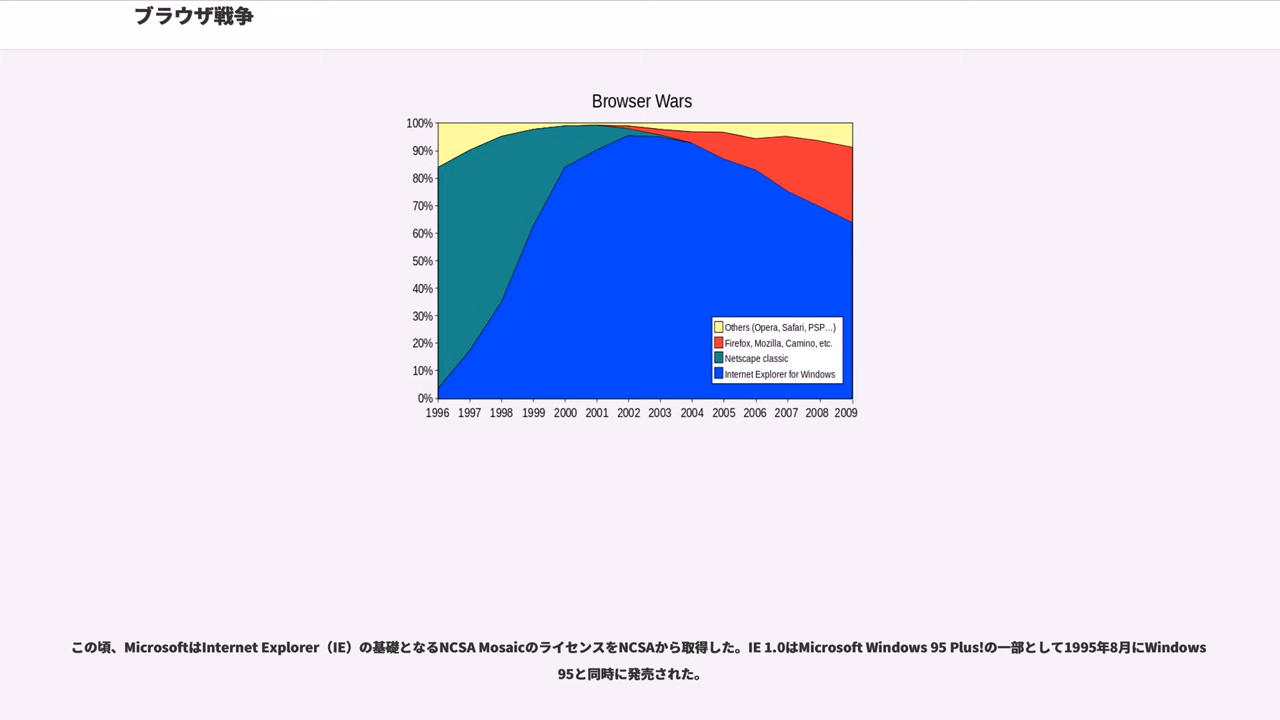 ブラウザ戦争
Browser Wars
100%
90%
80%
70%
60%
50%
40%
30%
20%
10%
0%
Others (Opera, Safari, PSP...)
Firefox, Mozilla, Camino, etc.
Netscape classic
Internet Explorer for Windows
1996 1997 1998 1999 2000 2001 2002 2003 2004 2005 2006 2007 2008 2009
この頃、MicrosoftはInternet Explorer（IE）の基礎となるNCSA MosaicのライセンスをNCSAから取得した。IE 1.0はMicrosoft Windows 95 Plus!の一部として1995年8月にWindows
95と同時に発売された。